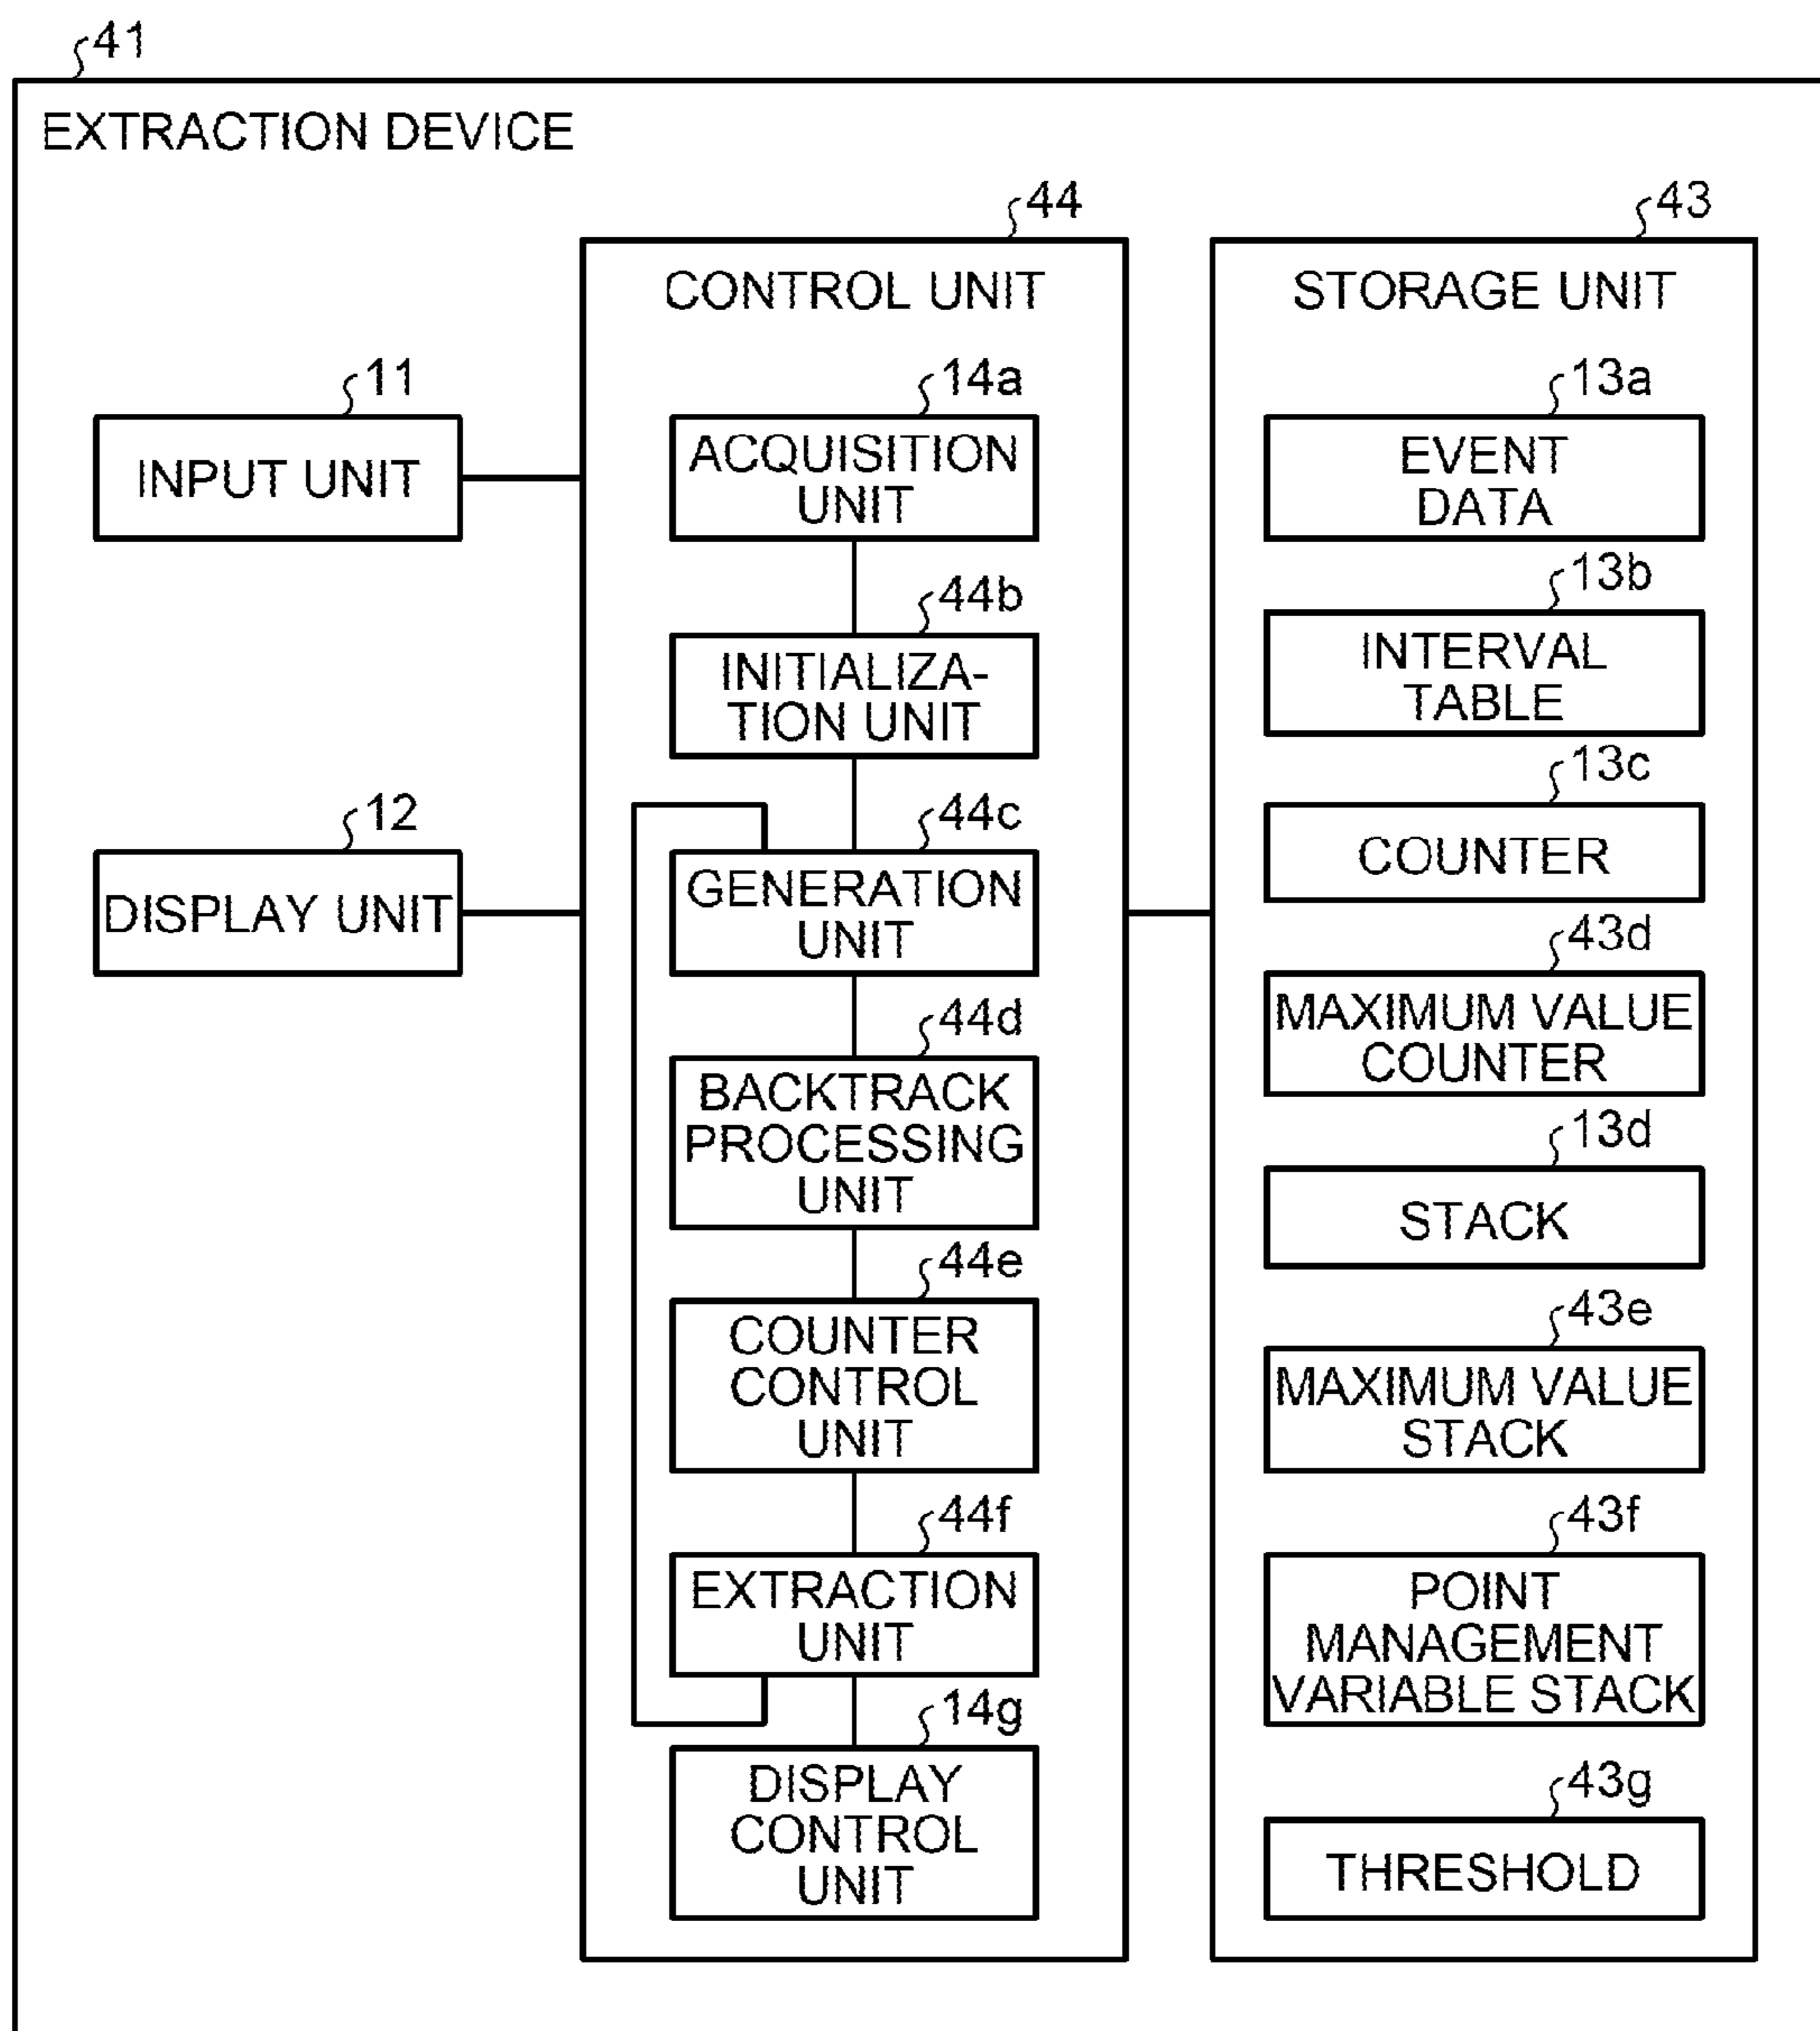 41
EXTRACTION DEVICE
11
INPUT UNIT
12
DISPLAY UNIT
44
CONTROL UNIT
14a
ACQUISITION
UNIT
44b
INITIALIZA-
TION UNIT
44c
GENERATION
UNIT
44d
BACKTRACK
PROCESSING
UNIT
44e
COUNTER
CONTROL
UNIT
44f
EXTRACTION
UNIT
14g
DISPLAY
CONTROL
UNIT
43
STORAGE UNIT
13a
EVENT
DATA
13b
INTERVAL
TABLE
13c
COUNTER
43d
MAXIMUM VALUE
COUNTER
13d
STACK
43e
MAXIMUM VALUE
STACK
43f
POINT
MANAGEMENT
VARIABLE STACK
43g
THRESHOLD